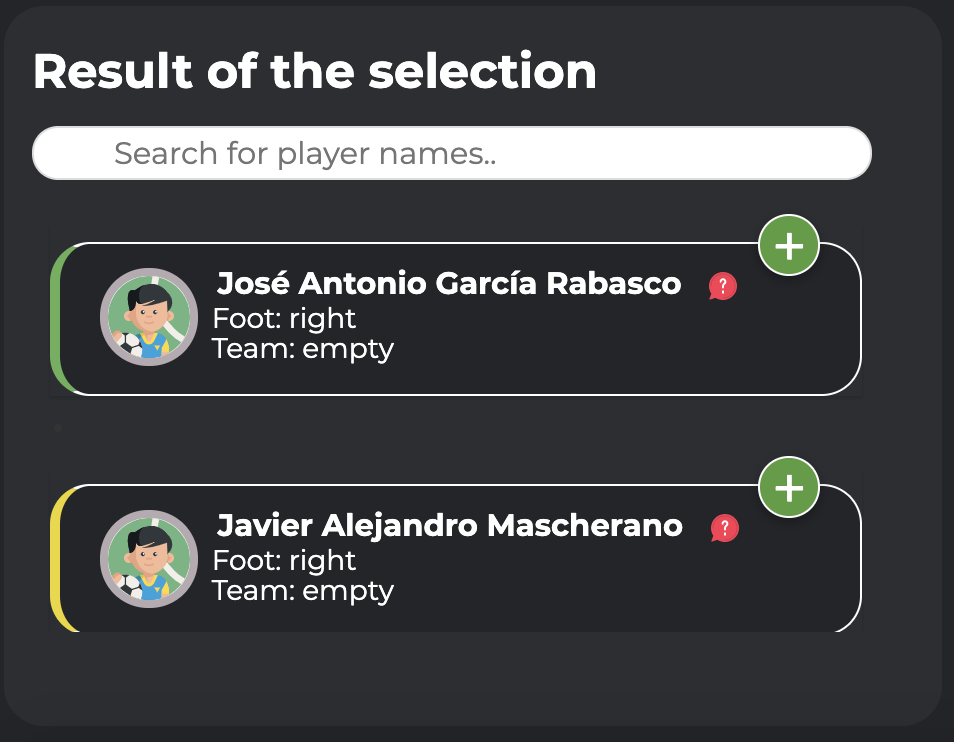 Result of the selection
Search for player names..
+
José Antonio García Rabasco ?
Foot: right
Team: empty
+
Javier Alejandro Mascherano ?
Foot: right
Team: empty